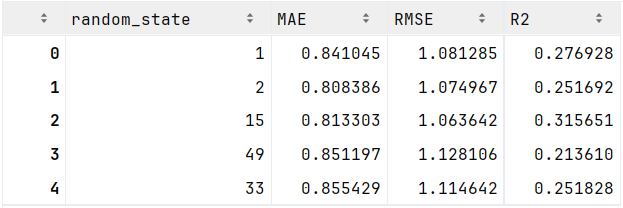 random_state MAE RMSE R2
0 1 0.841045 1.081285 0.276928
1 2 0.808386 1.074967 0.251692
2 15 0.813303 1.063642 0.315651
3 49 0.851197 1.128106 0.213610
4 33 0.855429 1.114642 0.251828